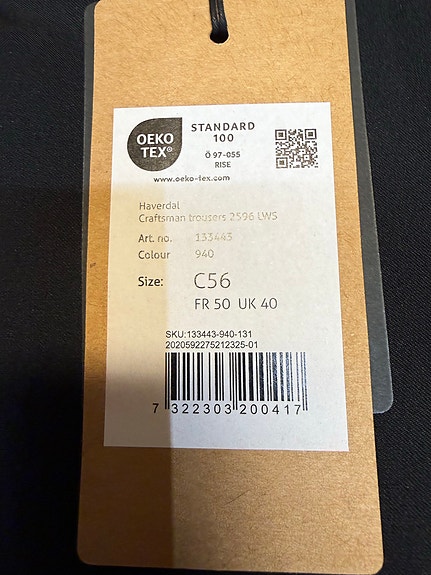 OEKO
TEX®
STANDARD
100
Ö 97-055
RISE
www.oeko-tex.com
Haverdal
Craftsman trousers 2596 LWS
Art. no. 133443
Colour 940
Size: C56
FR 50 UK 40
SKU:133443-940-131
2020592275212325-01
7 322303 200417